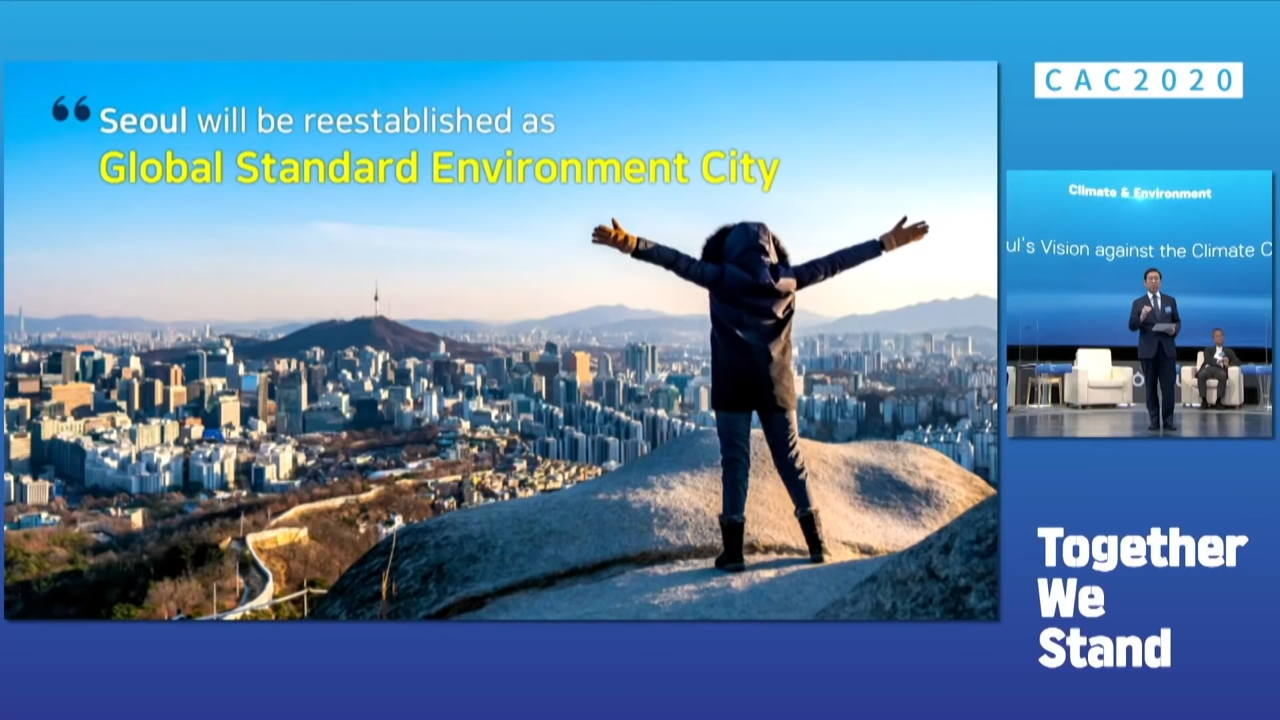 “ Seoul will be reestablished as
Global Standard Environment City
CAC2020
Climate & Environment
ul's Vision against the Climate C
Together
We
Stand